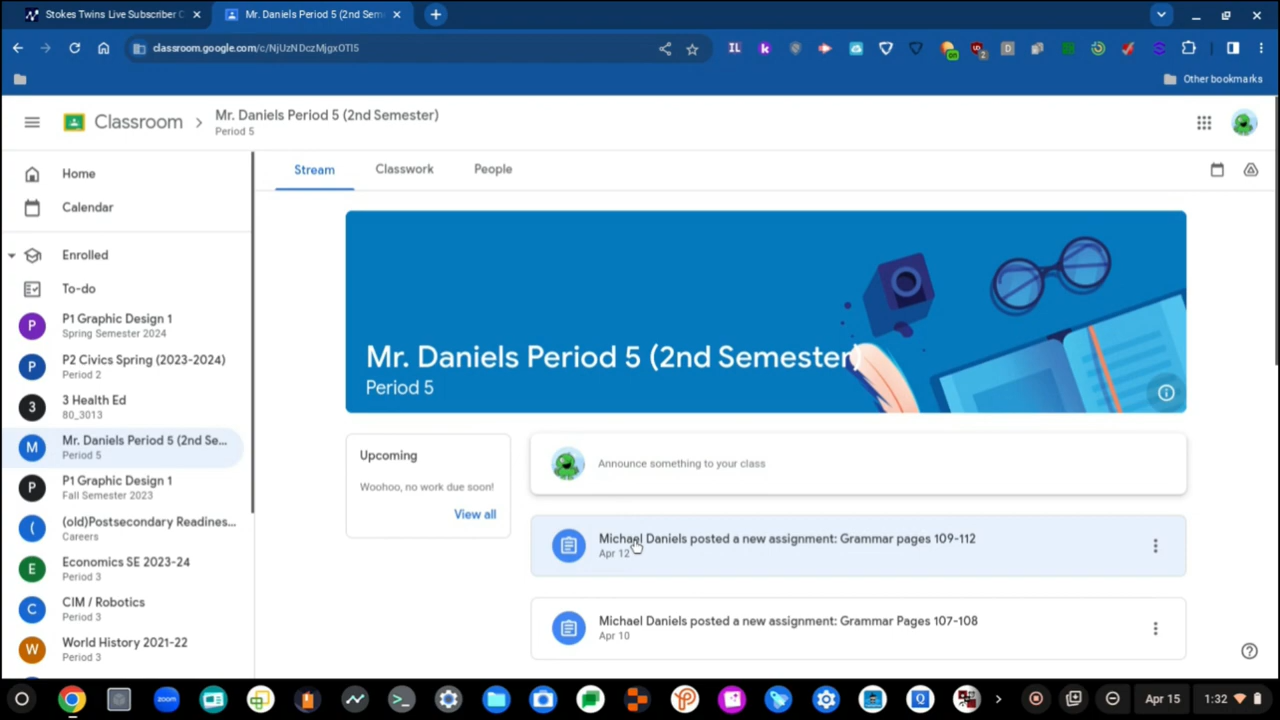 Stokes Twins Live Subscriber C
Mr. Daniels Period 5 (2nd Sem
classroom.google.com/c/NjUzNDczMjgxOTI5
IL
k
on
2
D
Other bookmarks
Classroom
Mr. Daniels Period 5 (2nd Semester)
Period 5
Home
Calendar
Enrolled
To-do
P
P1 Graphic Design 1
Spring Semester 2024
P
P2 Civics Spring (2023-2024)
Period 2
3
3 Health Ed
80_3013
M
Mr. Daniels Period 5 (2nd Se...
Period 5
P
P1 Graphic Design 1
Fall Semester 2023
(
(old)Postsecondary Readines...
Careers
E
Economics SE 2023-24
Period 3
C
CIM / Robotics
Period 3
W
World History 2021-22
Period 3
Stream
Classwork
People
Mr. Daniels Period 5 (2nd Semester)
Period 5
Upcoming
Woohoo, no work due soon!
View all
Announce something to your class
Michael Daniels posted a new assignment: Grammar pages 109-112
Apr 12
Michael Daniels posted a new assignment: Grammar Pages 107-108
Apr 10
zoom
Q
Apr 15
1:32